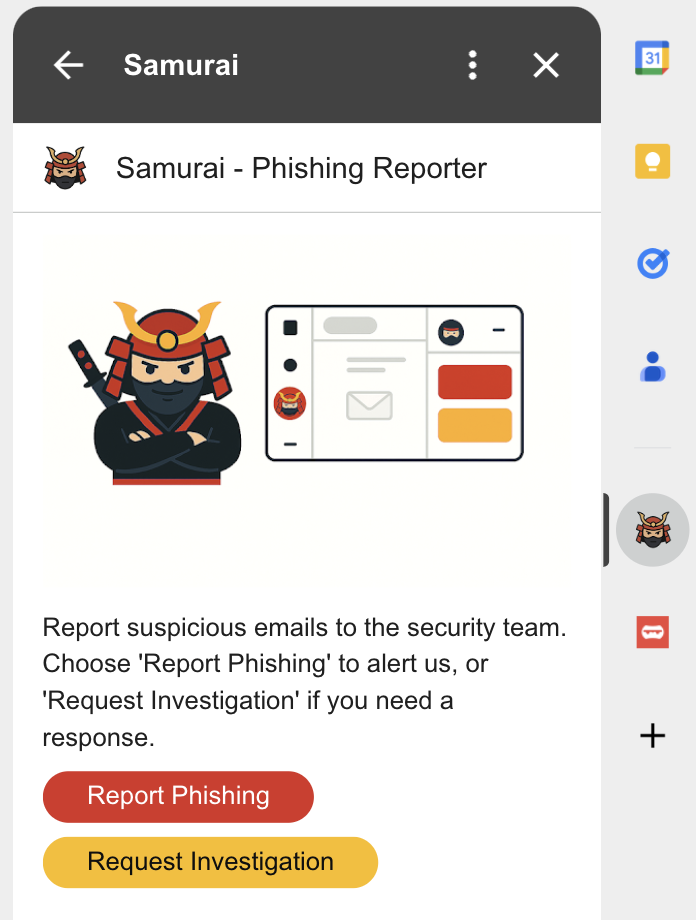 Samurai
31
Samurai - Phishing Reporter
Report suspicious emails to the security team.
Choose 'Report Phishing' to alert us, or
'Request Investigation' if you need a
response.
Report Phishing
Request Investigation